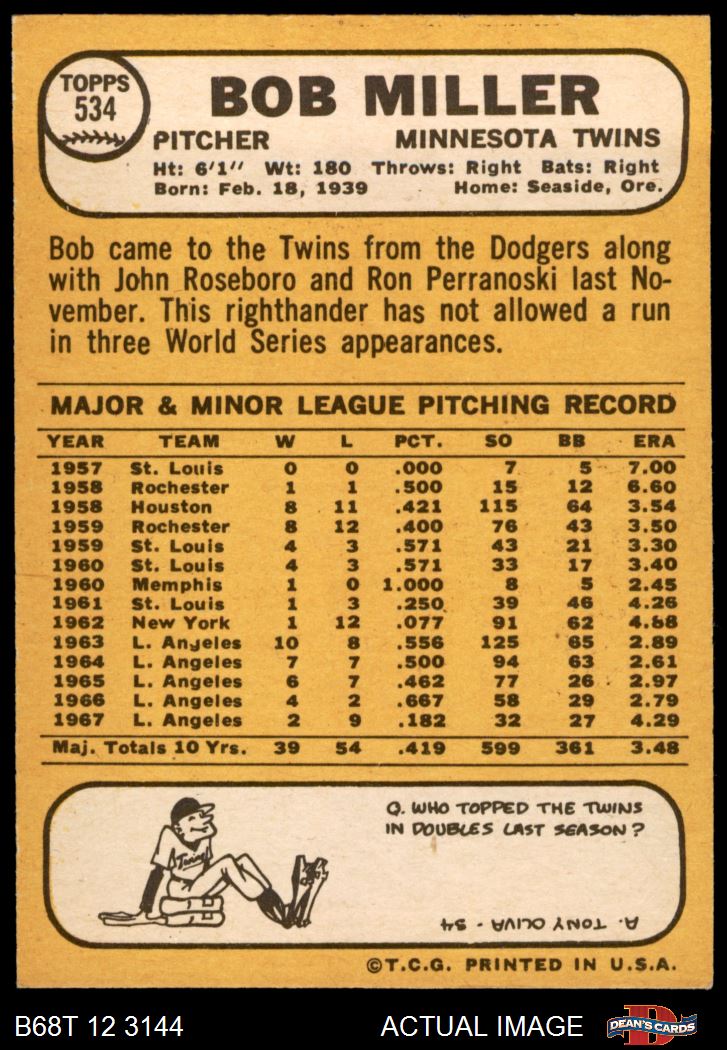 TOPPS
534
BOB MILLER
PITCHER MINNESOTA TWINS
Ht: 6'1" Wt: 180 Throws: Right Bats: Right
Born: Feb. 18, 1939 Home: Seaside, Ore.
Bob came to the Twins from the Dodgers along
with John Roseboro and Ron Perranoski last No-
vember. This righthander has not allowed a run
in three World Series appearances.
MAJOR & MINOR LEAGUE PITCHING RECORD
YEAR TEAM W L PCT. SO BB ERA
1957 St. Louis 0 0 .000 7 5 7.00
1958 Rochester 1 1 .500 15 12 6.60
1958 Houston 8 11 .421 115 64 3.54
1959 Rochester 8 12 .400 76 43 3.50
1959 St. Louis 4 3 .571 43 21 3.30
1960 St. Louis 4 3 .571 33 17 3.40
1960 Memphis 1 0 1.000 8 5 2.45
1961 St. Louis 1 3 .250 39 46 4.26
1962 New York 1 12 .077 91 62 4.88
1963 L. Angeles 10 8 .556 125 65 2.89
1964 L. Angeles 7 7 .500 94 63 2.61
1965 L. Angeles 6 7 .462 77 26 2.97
1966 L. Angeles 4 2 .667 58 29 2.79
1967 L. Angeles 2 9 .182 32 27 4.29
Maj. Totals 10 Yrs. 39 54 .419 599 361 3.48
Twins
Q. WHO TOPPED THE TWINS
IN DOUBLES LAST SEASON?
A. TONY OLIVA - 34
©T.C.G. PRINTED IN U.S.A.
B68T 12 3144 ACTUAL IMAGE D DEAN'S CARDS